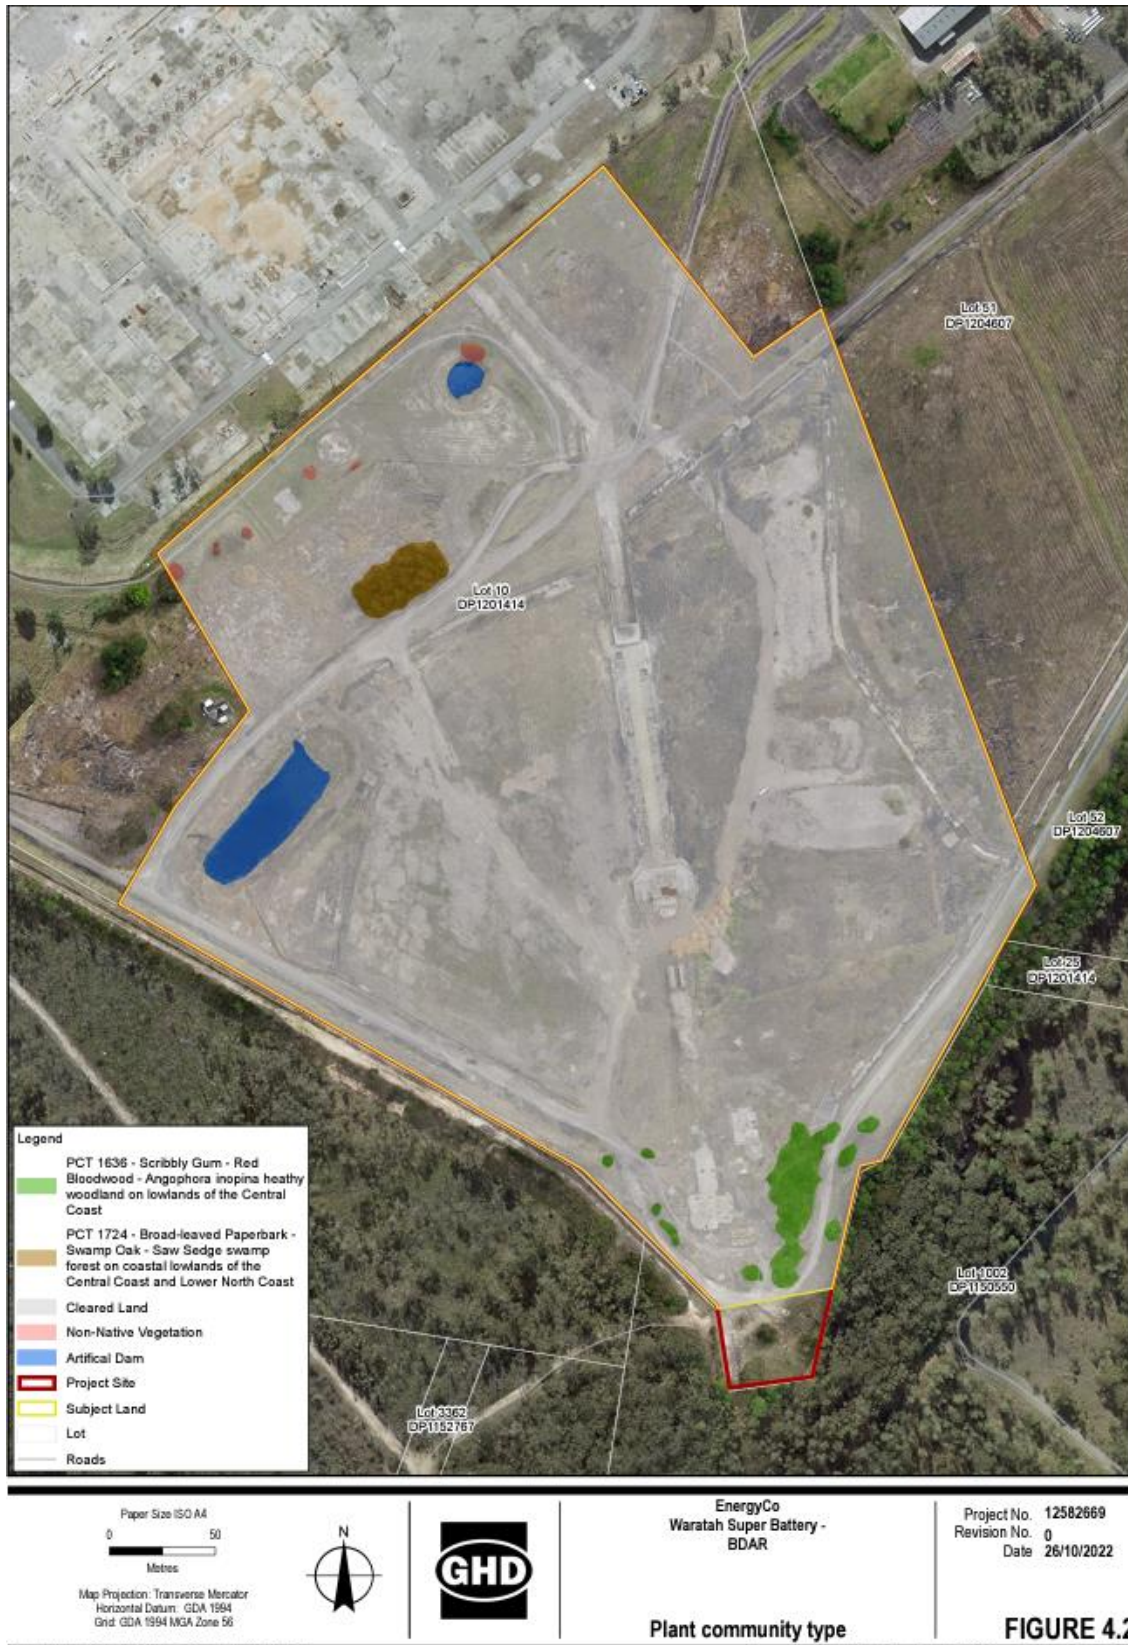 Lot 51
DP1204607
Lot 10
DP1201414
Lot 52
DP1204607
Lot 25
DP1201414
Lot 1002
DP1150550
Lot 3362
DP1152767
Legend
PCT 1636 - Scribbly Gum - Red
Bloodwood - Angophora inopina heathy
woodland on lowlands of the Central
Coast
PCT 1724 - Broad-leaved Paperbark -
Swamp Oak - Saw Sedge swamp
forest on coastal lowlands of the
Central Coast and Lower North Coast
Cleared Land
Non-Native Vegetation
Artifical Dam
Project Site
Subject Land
Lot
Roads
Paper Size ISO A4
0 50
Metres
Map Projection: Transverse Mercator
Horizontal Datum: GDA 1994
Grid: GDA 1994 MGA Zone 56
N
GHD
EnergyCo
Waratah Super Battery -
BDAR
Plant community type
Project No. 12582669
Revision No. 0
Date 26/10/2022
FIGURE 4.2